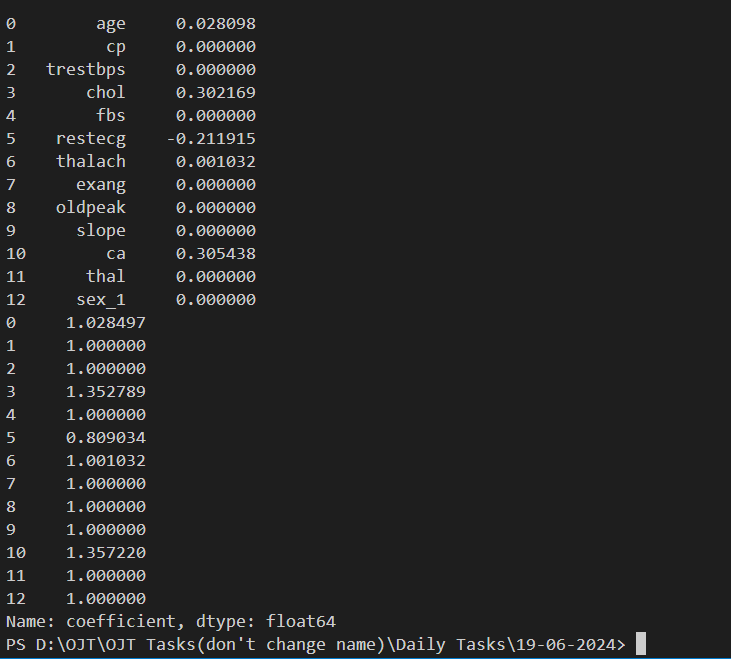 0        age     0.028098
1         cp     0.000000
2   trestbps     0.000000
3       chol     0.302169
4        fbs     0.000000
5    restecg    -0.211915
6    thalach     0.001032
7      exang     0.000000
8    oldpeak     0.000000
9      slope     0.000000
10        ca     0.305438
11      thal     0.000000
12     sex_1     0.000000
0     1.028497
1     1.000000
2     1.000000
3     1.352789
4     1.000000
5     0.809034
6     1.001032
7     1.000000
8     1.000000
9     1.000000
10    1.357220
11    1.000000
12    1.000000
Name: coefficient, dtype: float64
PS D:\OJT\OJT Tasks(don't change name)\Daily Tasks\19-06-2024>